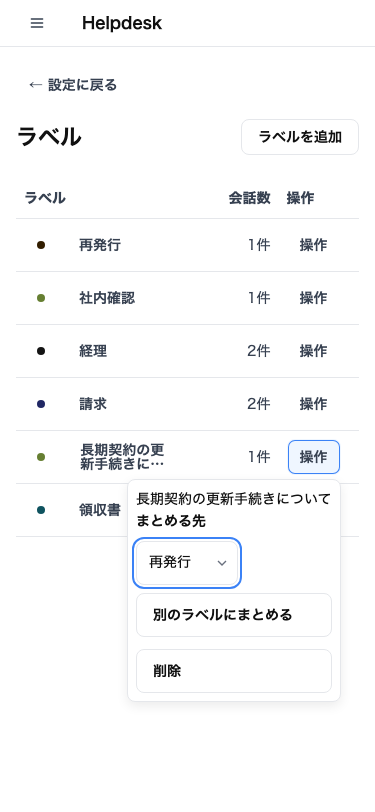 Helpdesk
← 設定に戻る
ラベル
ラベルを追加
ラベル 会話数 操作
再発行 1件 操作
社内確認 1件 操作
経理 2件 操作
請求 2件 操作
長期契約の更
新手続きに… 1件 操作
領収書
長期契約の更新手続きについて
まとめる先
再発行
別のラベルにまとめる
削除